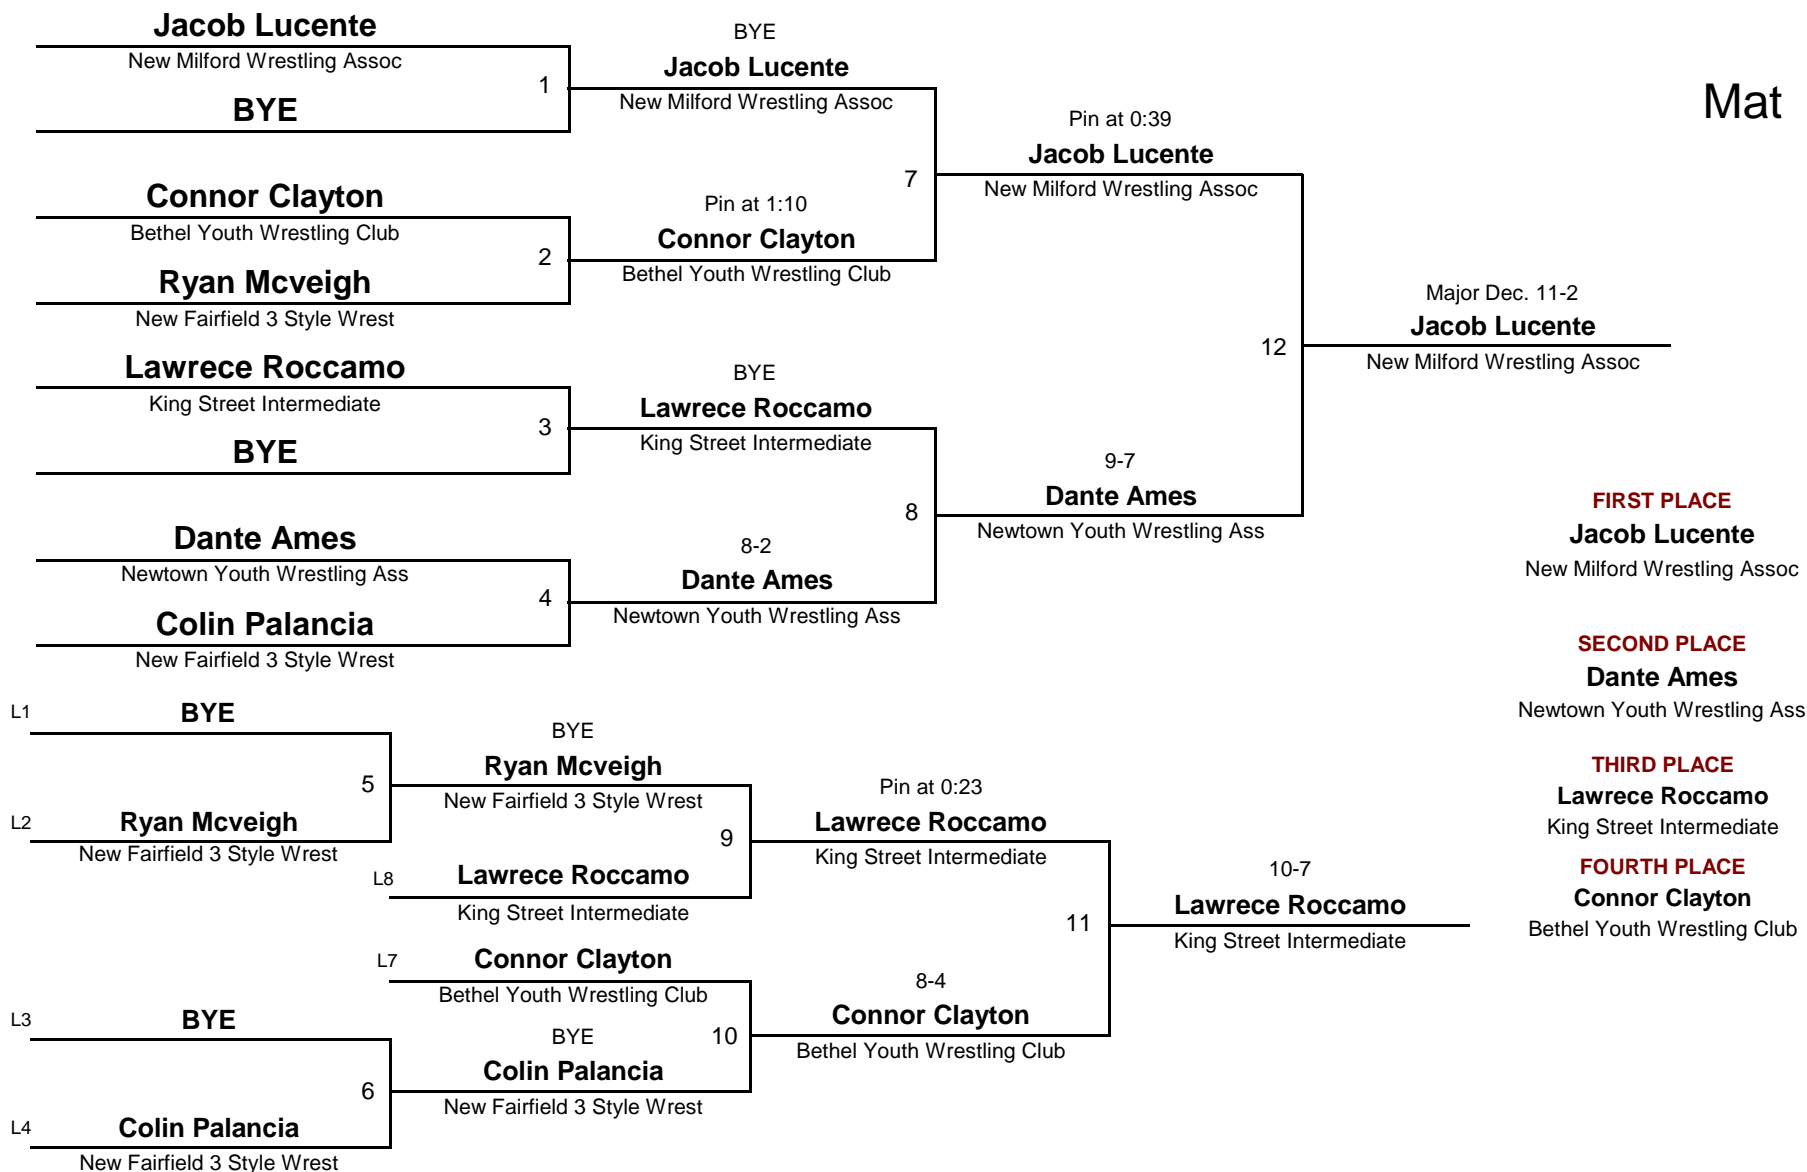 Jacob Lucente
New Milford Wrestling Assoc
1
BYE
BYE
Jacob Lucente
New Milford Wrestling Assoc
Mat
Connor Clayton
Bethel Youth Wrestling Club
2
Ryan Mcveigh
New Fairfield 3 Style Wrest
Pin at 1:10
Connor Clayton
Bethel Youth Wrestling Club
7
Pin at 0:39
Jacob Lucente
New Milford Wrestling Assoc
Lawrece Roccamo
King Street Intermediate
3
BYE
BYE
Lawrece Roccamo
King Street Intermediate
Dante Ames
Newtown Youth Wrestling Ass
4
Colin Palancia
New Fairfield 3 Style Wrest
8-2
Dante Ames
Newtown Youth Wrestling Ass
8
9-7
Dante Ames
Newtown Youth Wrestling Ass
12
Major Dec. 11-2
Jacob Lucente
New Milford Wrestling Assoc
FIRST PLACE
Jacob Lucente
New Milford Wrestling Assoc
SECOND PLACE
Dante Ames
Newtown Youth Wrestling Ass
THIRD PLACE
Lawrece Roccamo
King Street Intermediate
FOURTH PLACE
Connor Clayton
Bethel Youth Wrestling Club
L1
BYE
5
L2
Ryan Mcveigh
New Fairfield 3 Style Wrest
BYE
Ryan Mcveigh
New Fairfield 3 Style Wrest
9
L8
Lawrece Roccamo
King Street Intermediate
Pin at 0:23
Lawrece Roccamo
King Street Intermediate
L7
Connor Clayton
Bethel Youth Wrestling Club
10
L3
BYE
6
L4
Colin Palancia
New Fairfield 3 Style Wrest
BYE
Colin Palancia
New Fairfield 3 Style Wrest
8-4
Connor Clayton
Bethel Youth Wrestling Club
11
10-7
Lawrece Roccamo
King Street Intermediate